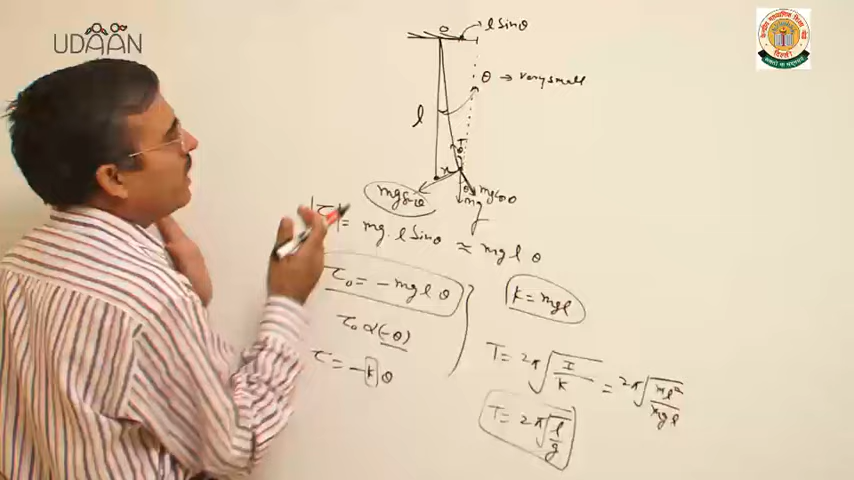 UDAAN
O
l sinθ
θ → very small
l
T
θ
x
mg sinθ
θ
mg cosθ
mg
|τ| = mg. l sinθ ≈ mg l θ
τ₀ = - mg l θ
k = mgl
τ₀ α (-θ)
T = 2π √(I/k) = 2π √(ml²/mgl)
τ = - k θ
T = 2π √(l/g)